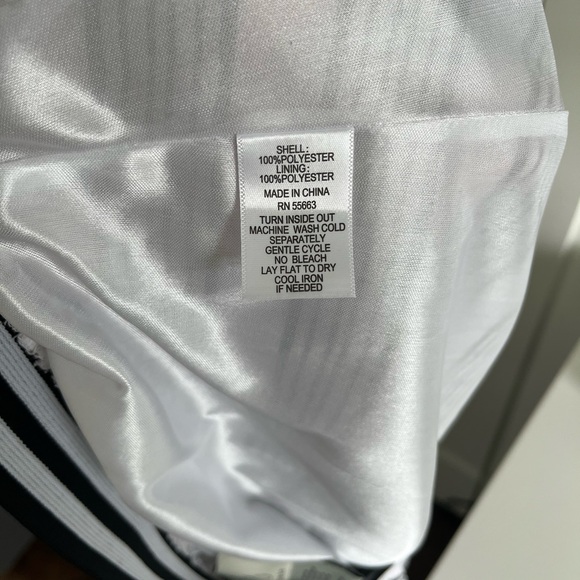 SHELL:
100%POLYESTER
LINING:
100%POLYESTER
MADE IN CHINA
RN 55663
TURN INSIDE OUT
MACHINE WASH COLD
SEPARATELY
GENTLE CYCLE
NO BLEACH
LAY FLAT TO DRY
COOL IRON
IF NEEDED